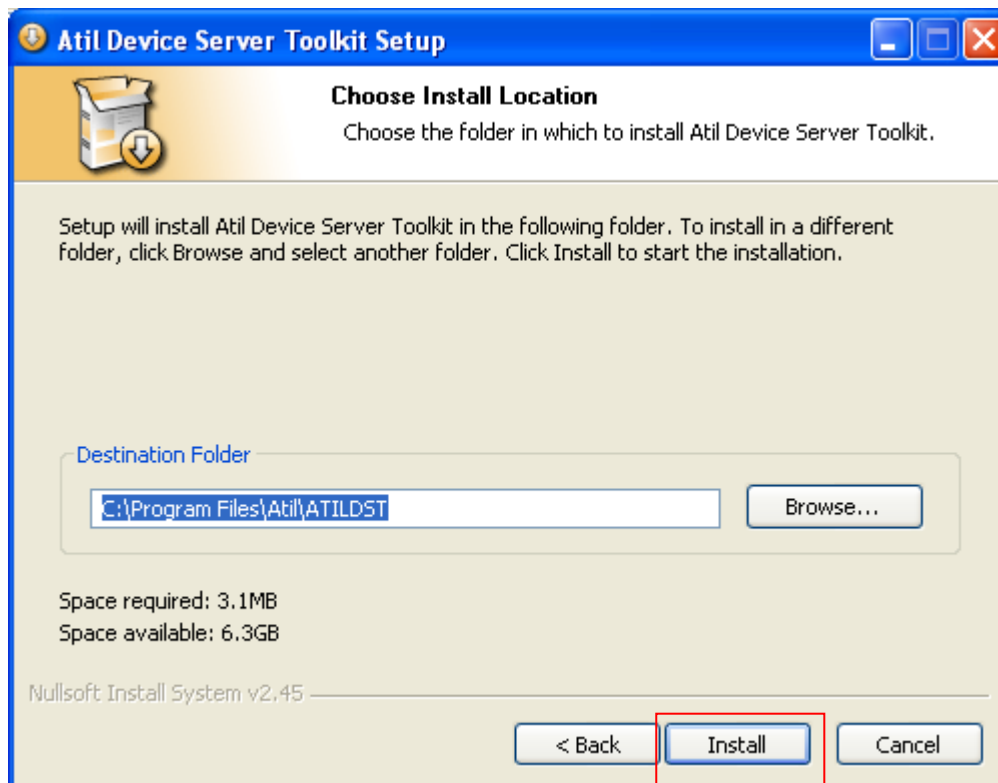 Atil Device Server Toolkit Setup
Choose Install Location
Choose the folder in which to install Atil Device Server Toolkit.
Setup will install Atil Device Server Toolkit in the following folder. To install in a different
folder, click Browse and select another folder. Click Install to start the installation.
Destination Folder
C:\Program Files\Atil\ATILDST
Browse...
Space required: 3.1MB
Space available: 6.3GB
Nullsoft Install System v2.45
< Back
Install
Cancel